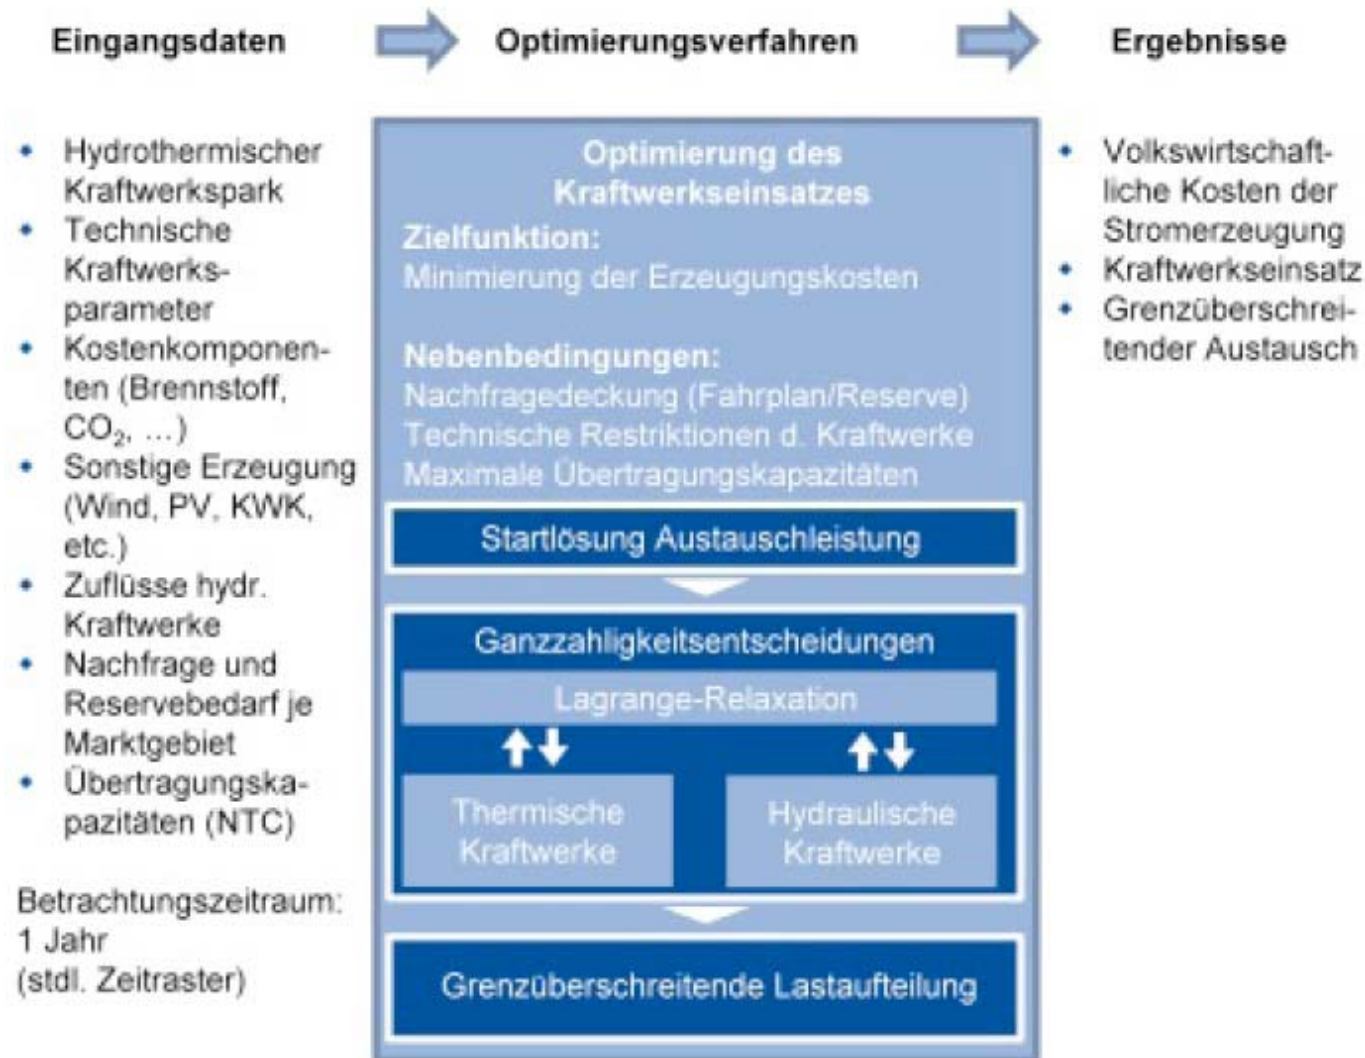 Eingangsdaten
Optimierungsverfahren
Ergebnisse
Hydrothermischer
Kraftwerkspark
Technische
Kraftwerks-
parameter
Kostenkomponen-
ten (Brennstoff,
CO₂, …)
Sonstige Erzeugung
(Wind, PV, KWK,
etc.)
Zuflüsse hydr.
Kraftwerke
Nachfrage und
Reservebedarf je
Marktgebiet
Übertragungska-
pazitäten (NTC)
Betrachtungszeitraum:
1 Jahr
(stdl. Zeitraster)
Optimierung des
Kraftwerkseinsatzes
Zielfunktion:
Minimierung der Erzeugungskosten
Nebenbedingungen:
Nachfragedeckung (Fahrplan/Reserve)
Technische Restriktionen d. Kraftwerke
Maximale Übertragungskapazitäten
Startlösung Austauschleistung
Ganzzahligkeitsentscheidungen
Lagrange-Relaxation
Thermische
Kraftwerke
Hydraulische
Kraftwerke
Grenzüberschreitende Lastaufteilung
Volkswirtschaft-
liche Kosten der
Stromerzeugung
Kraftwerkseinsatz
Grenzüberschrei-
tender Austausch